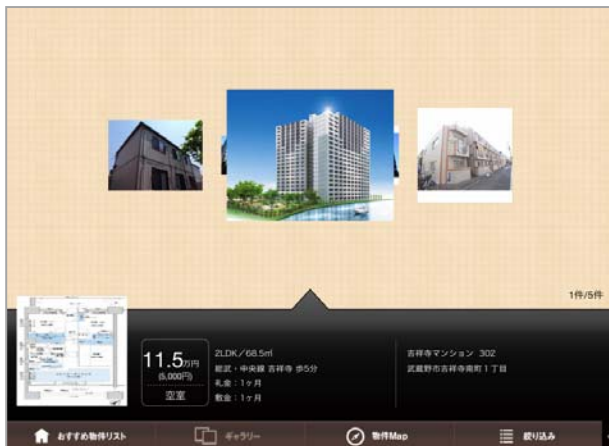 1件/5件
11.5万円
(5,000円)
空室
2LDK／68.5㎡
総武・中央線 吉祥寺 歩5分
礼金：1ヶ月
敷金：1ヶ月
吉祥寺マンション 302
武蔵野市吉祥寺南町1丁目
おすすめ物件リスト
ギャラリー
物件Map
絞り込み